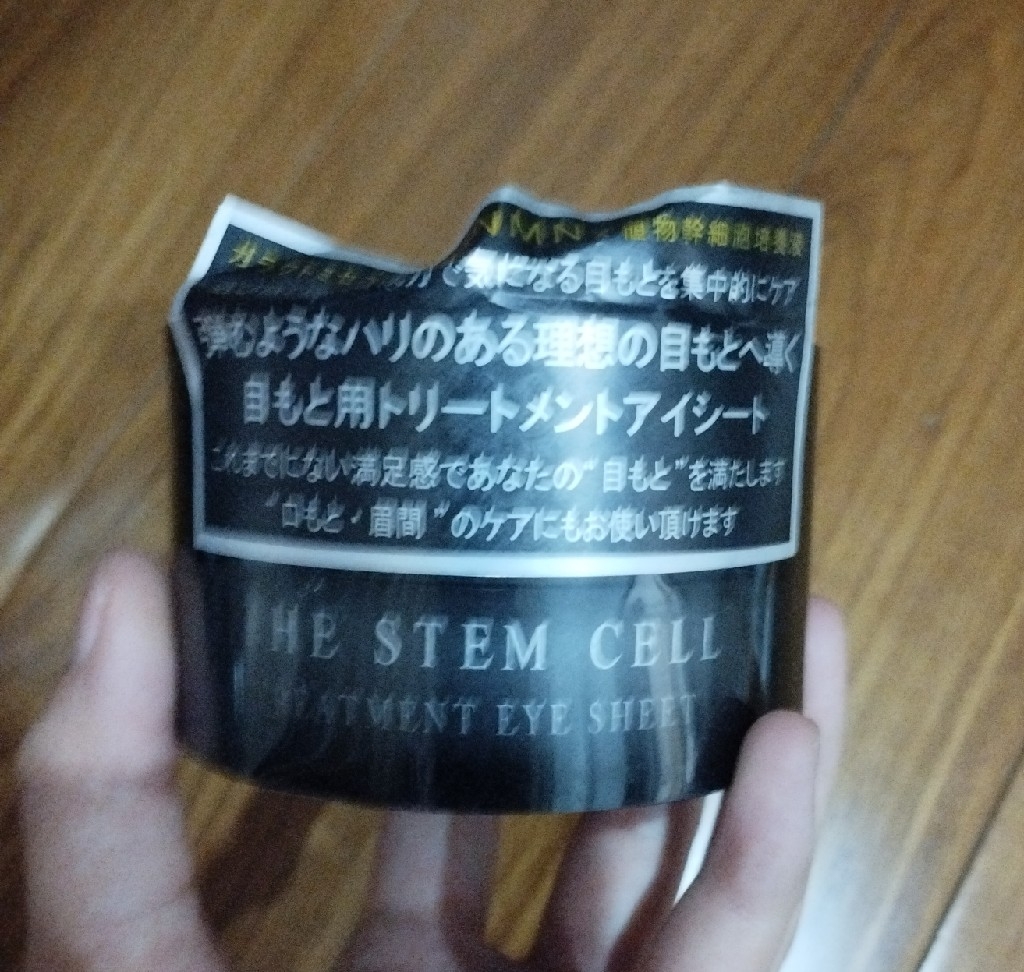 NMN・植物幹細胞培養液
で気になる目もとを集中的にケア
ようなハリのある理想の目もとへ導く
目もと用トリートメントアイシート
これまでにない満足感であなたの“目もと”を満たします
“口もと・眉間”のケアにもお使い頂けます
HE STEM CELL
EATMENT EYE SHEET